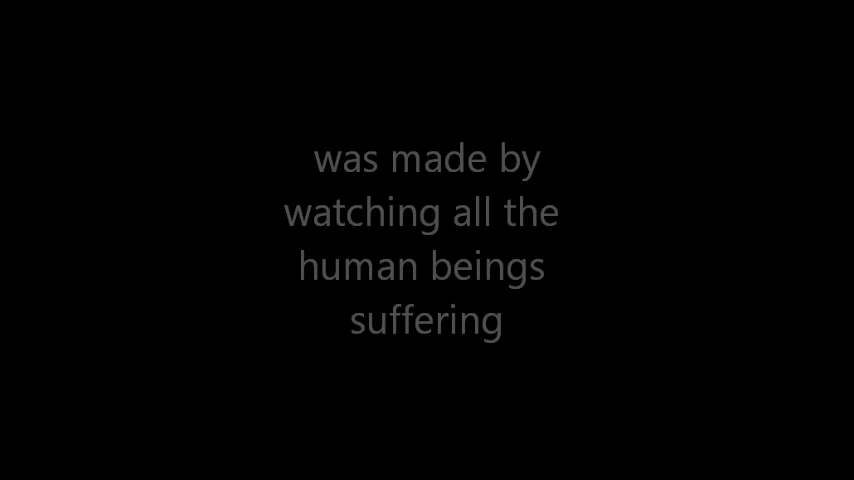 was made by
watching all the
human beings
suffering